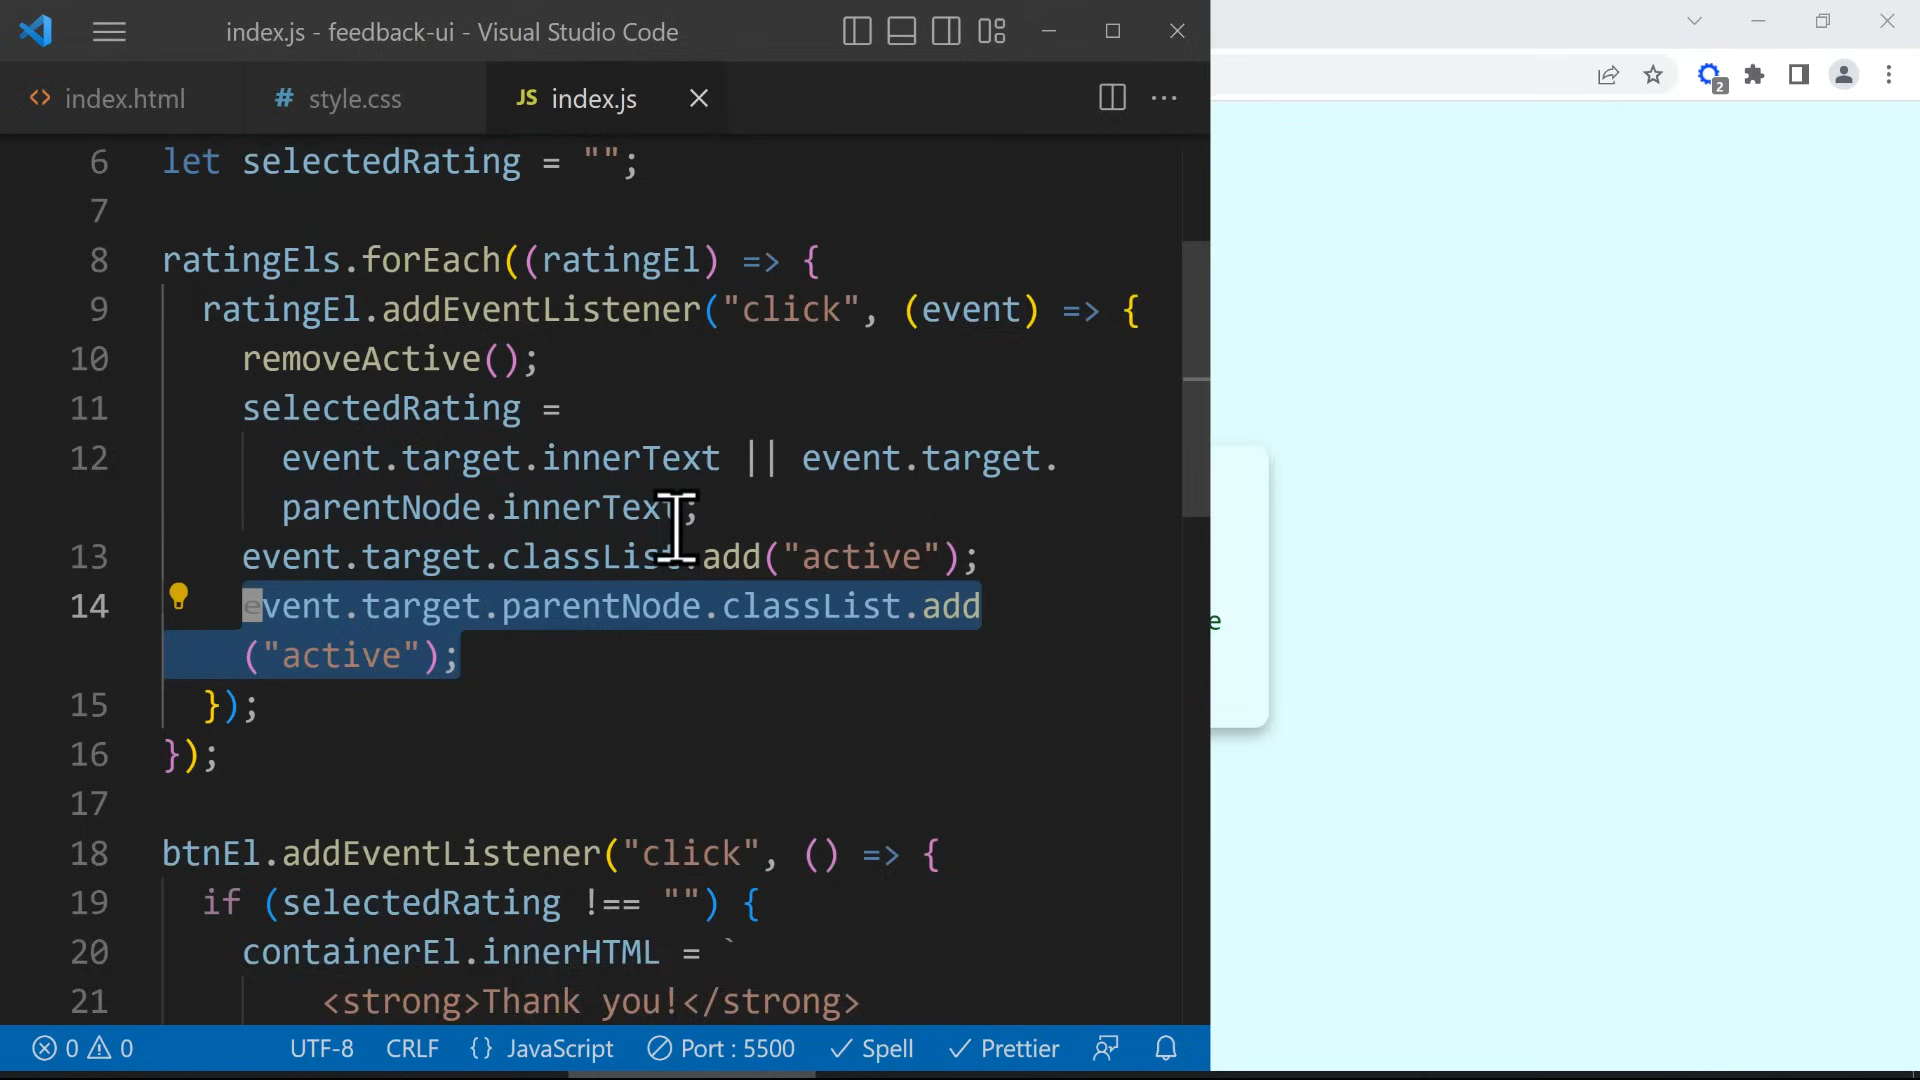 index.js - feedback-ui - Visual Studio Code
index.html
# style.css
JS index.js
2
6 let selectedRating = "";
7
8 ratingEls.forEach((ratingEl) => {
9 ratingEl.addEventListener("click", (event) => {
10 removeActive();
11 selectedRating =
12 event.target.innerText || event.target.
parentNode.innerText;
13 event.target.classList.add("active");
14 event.target.parentNode.classList.add
("active");
15 });
16 });
17
18 btnEl.addEventListener("click", () => {
19 if (selectedRating !== "") {
20 containerEl.innerHTML = `
21 <strong>Thank you!</strong>
e
0 0 UTF-8 CRLF {} JavaScript Port : 5500 Spell Prettier